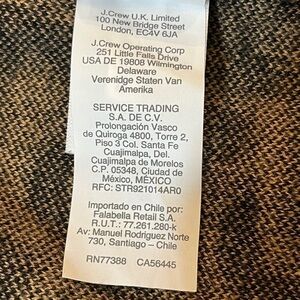 J.Crew U.K. Limited
100 New Bridge Street
London, EC4V 6JA
J.Crew Operating Corp
251 Little Falls Drive
USA DE 19808 Wilmington
Delaware
Verenidge Staten Van
Amerika
SERVICE TRADING
S.A. DE C.V.
Prolongación Vasco
de Quiroga 4800, Torre 2,
Piso 3 Col. Santa Fe
Cuajimalpa, Del.
Cuajimalpa de Morelos
C.P. 05348, Ciudad de
México, MÉXICO
RFC: STR921014AR0
Importado en Chile por:
Falabella Retail S.A.
R.U.T.: 77.261.280-k
Av: Manuel Rodriguez Norte
730, Santiago – Chile
RN77388 CA56445